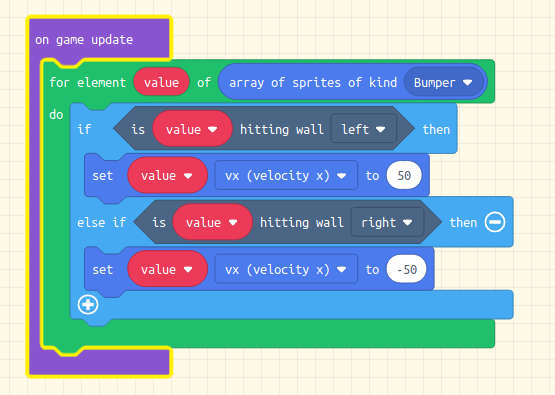 on game update
for element value of array of sprites of kind Bumper
do
if is value hitting wall left then
set value vx (velocity x) to 50
else if is value hitting wall right then
set value vx (velocity x) to -50